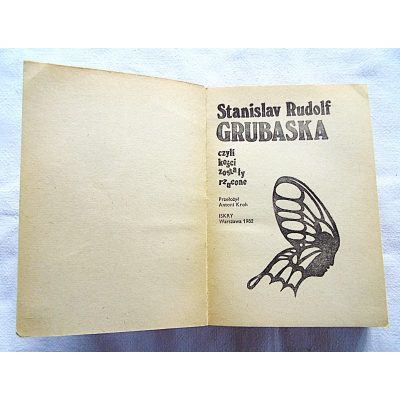 Stanislav Rudolf
GRUBASKA
czyli
kości
zostały
rzucone
Przełożył
Antoni Kroh
ISKRY
Warszawa 1982